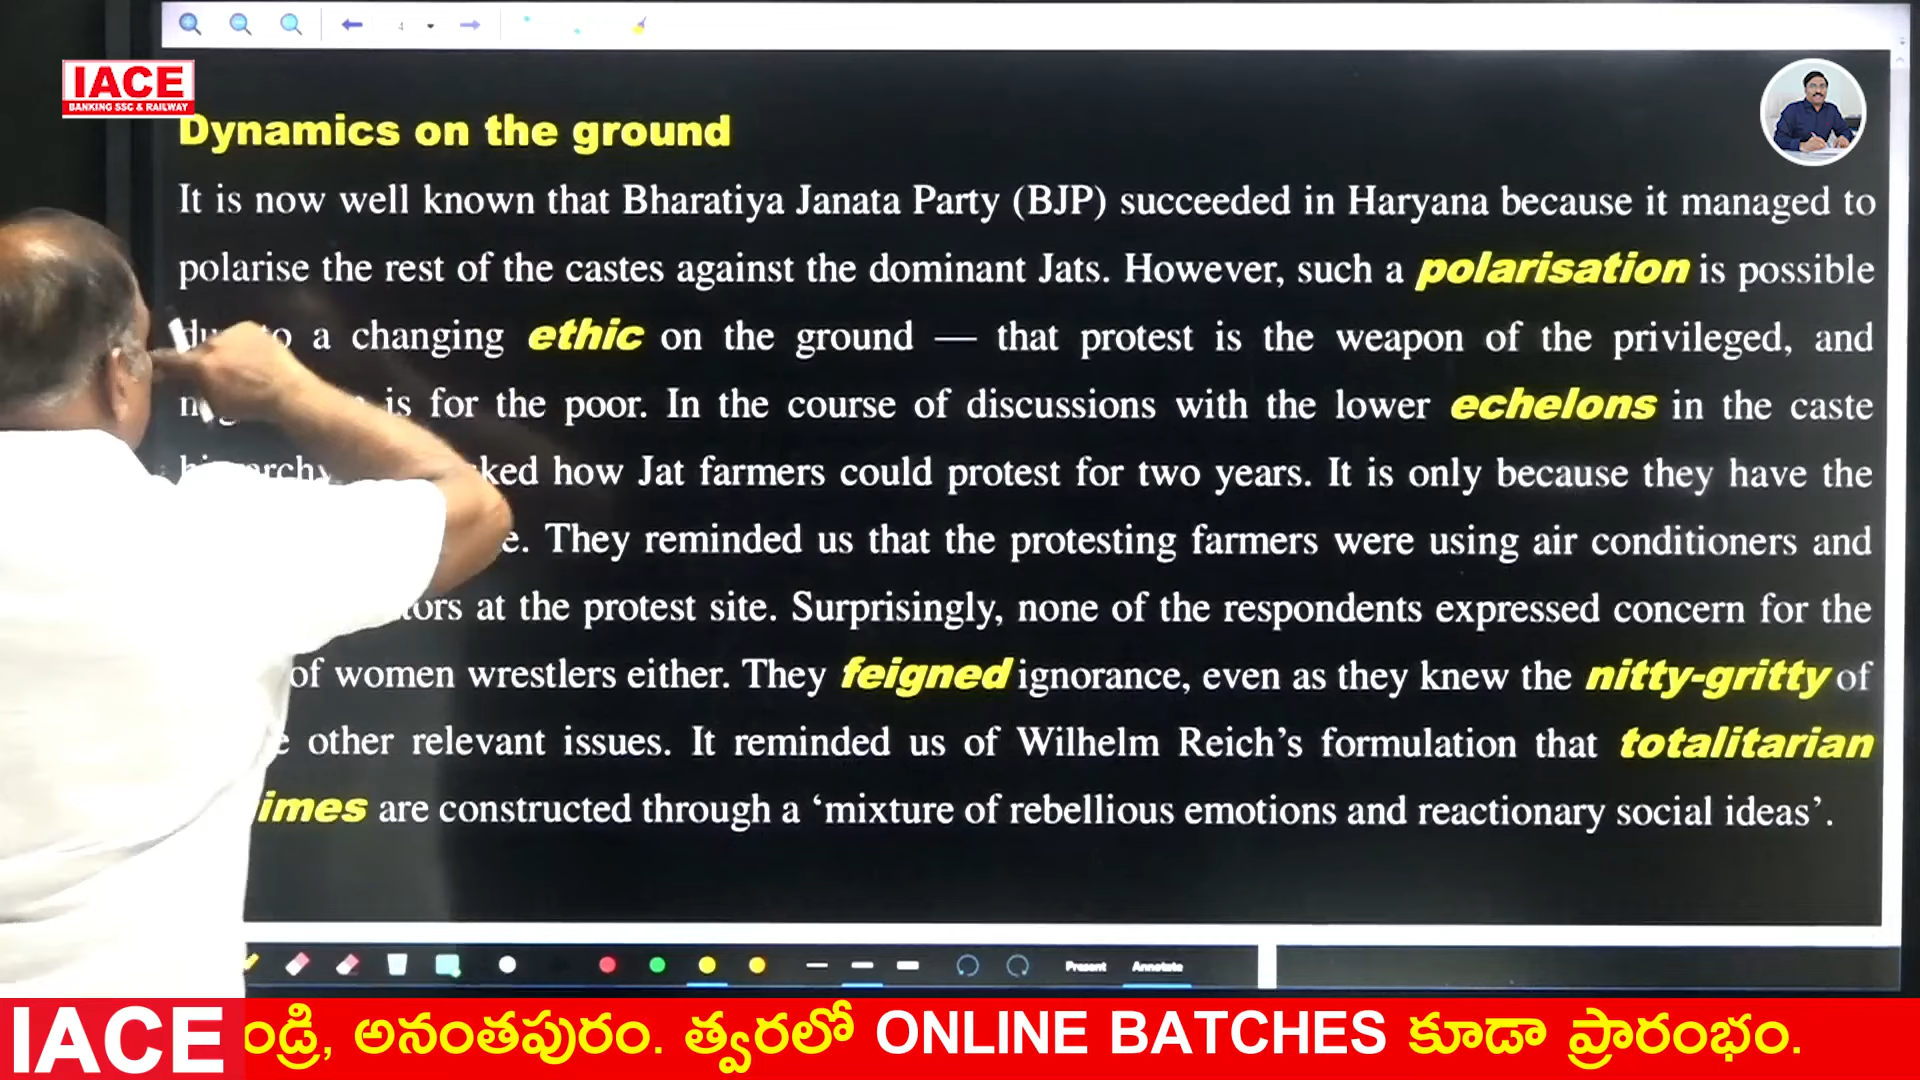 4
IACE
BANKING SSC & RAILWAY
Dynamics on the ground
It is now well known that Bharatiya Janata Party (BJP) succeeded in Haryana because it managed to
polarise the rest of the castes against the dominant Jats. However, such a polarisation is possible
a changing ethic on the ground — that protest is the weapon of the privileged, and
is for the poor. In the course of discussions with the lower echelons in the caste
how Jat farmers could protest for two years. It is only because they have the
They reminded us that the protesting farmers were using air conditioners and
at the protest site. Surprisingly, none of the respondents expressed concern for the
of women wrestlers either. They feigned ignorance, even as they knew the nitty-gritty of
other relevant issues. It reminded us of Wilhelm Reich’s formulation that totalitarian
are constructed through a ‘mixture of rebellious emotions and reactionary social ideas’.
Present Annotate
IACE అనంతపురం. త్వరలో ONLINE BATCHES కూడా ప్రారంభం.